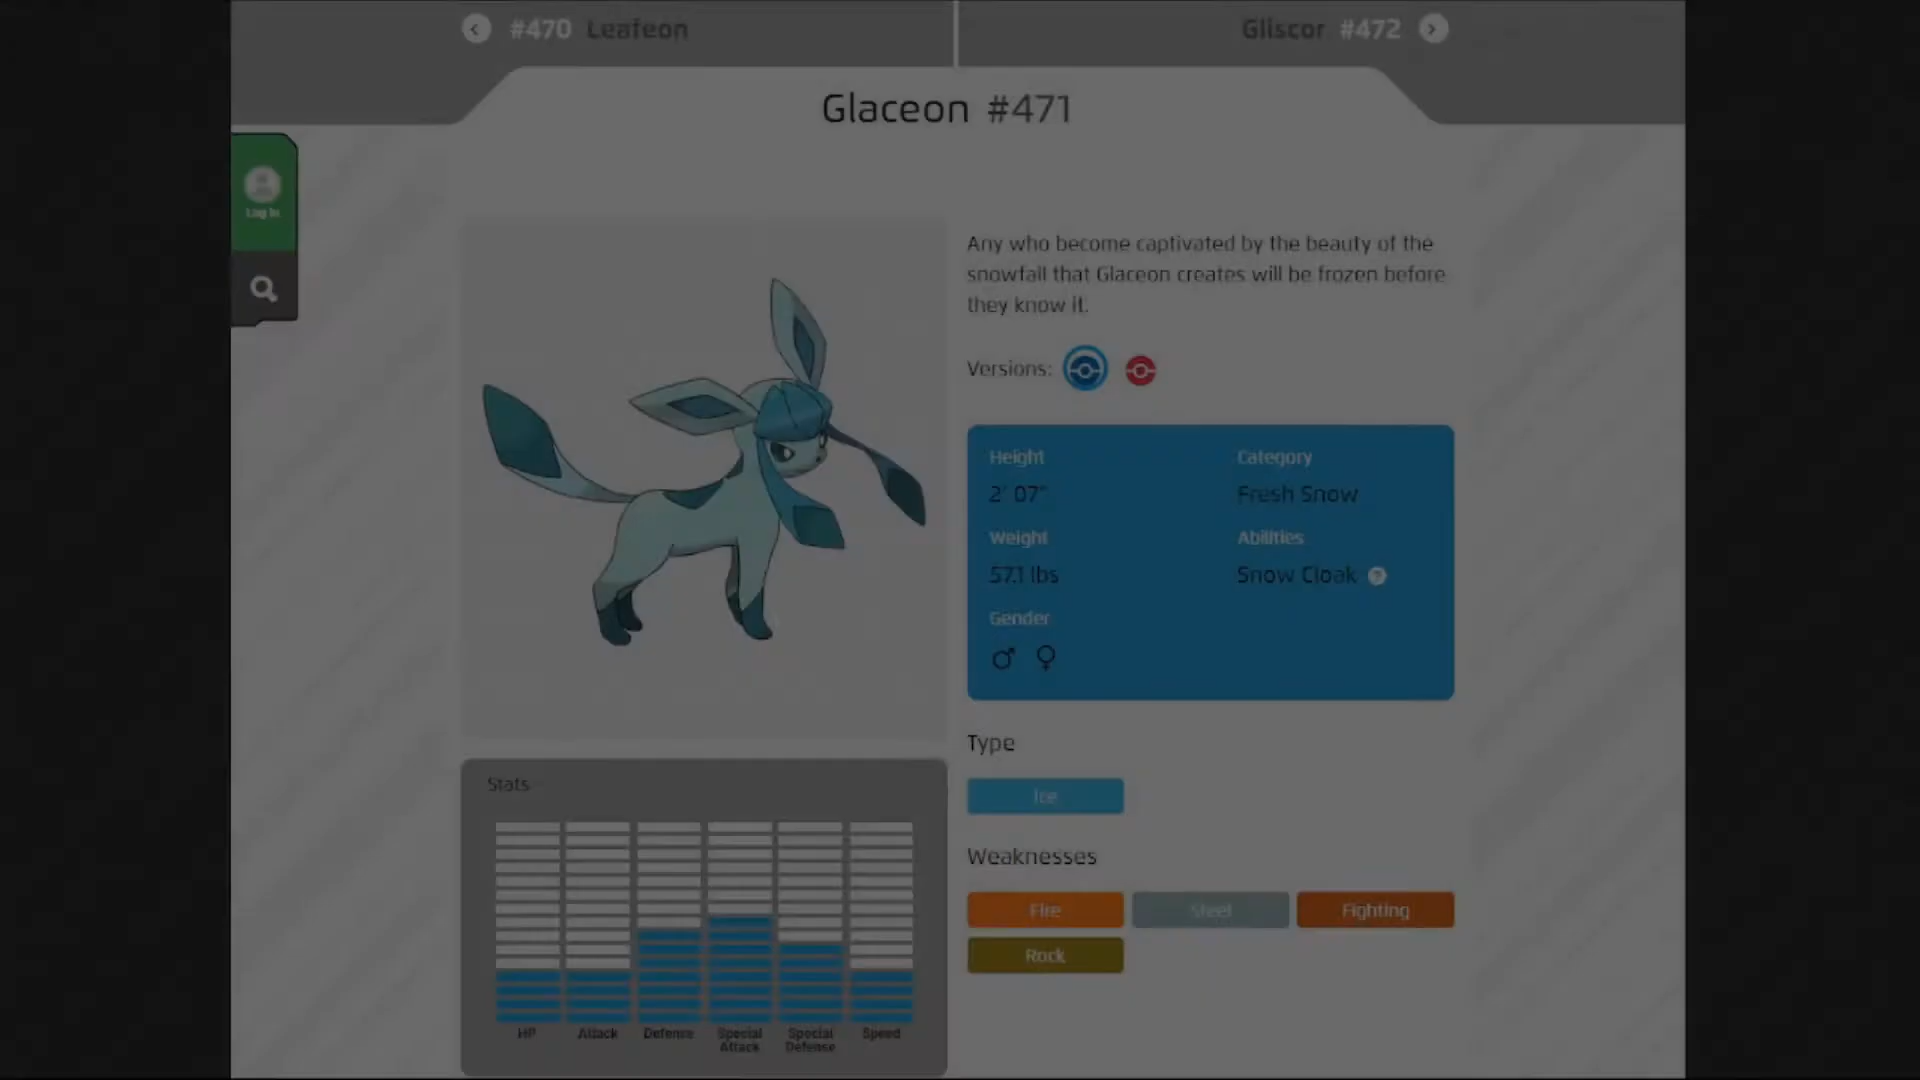 #470 Leafeon
Gliscor #472
Glaceon #471
Log In
Any who become captivated by the beauty of the
snowfall that Glaceon creates will be frozen before
they know it.
Versions:
Height
2' 07"
Category
Fresh Snow
Weight
57.1 lbs
Abilities
Snow Cloak ?
Gender
Type
Ice
Weaknesses
Fire Steel Fighting
Rock
Stats
HP Attack Defense Special Attack Special Defense Speed